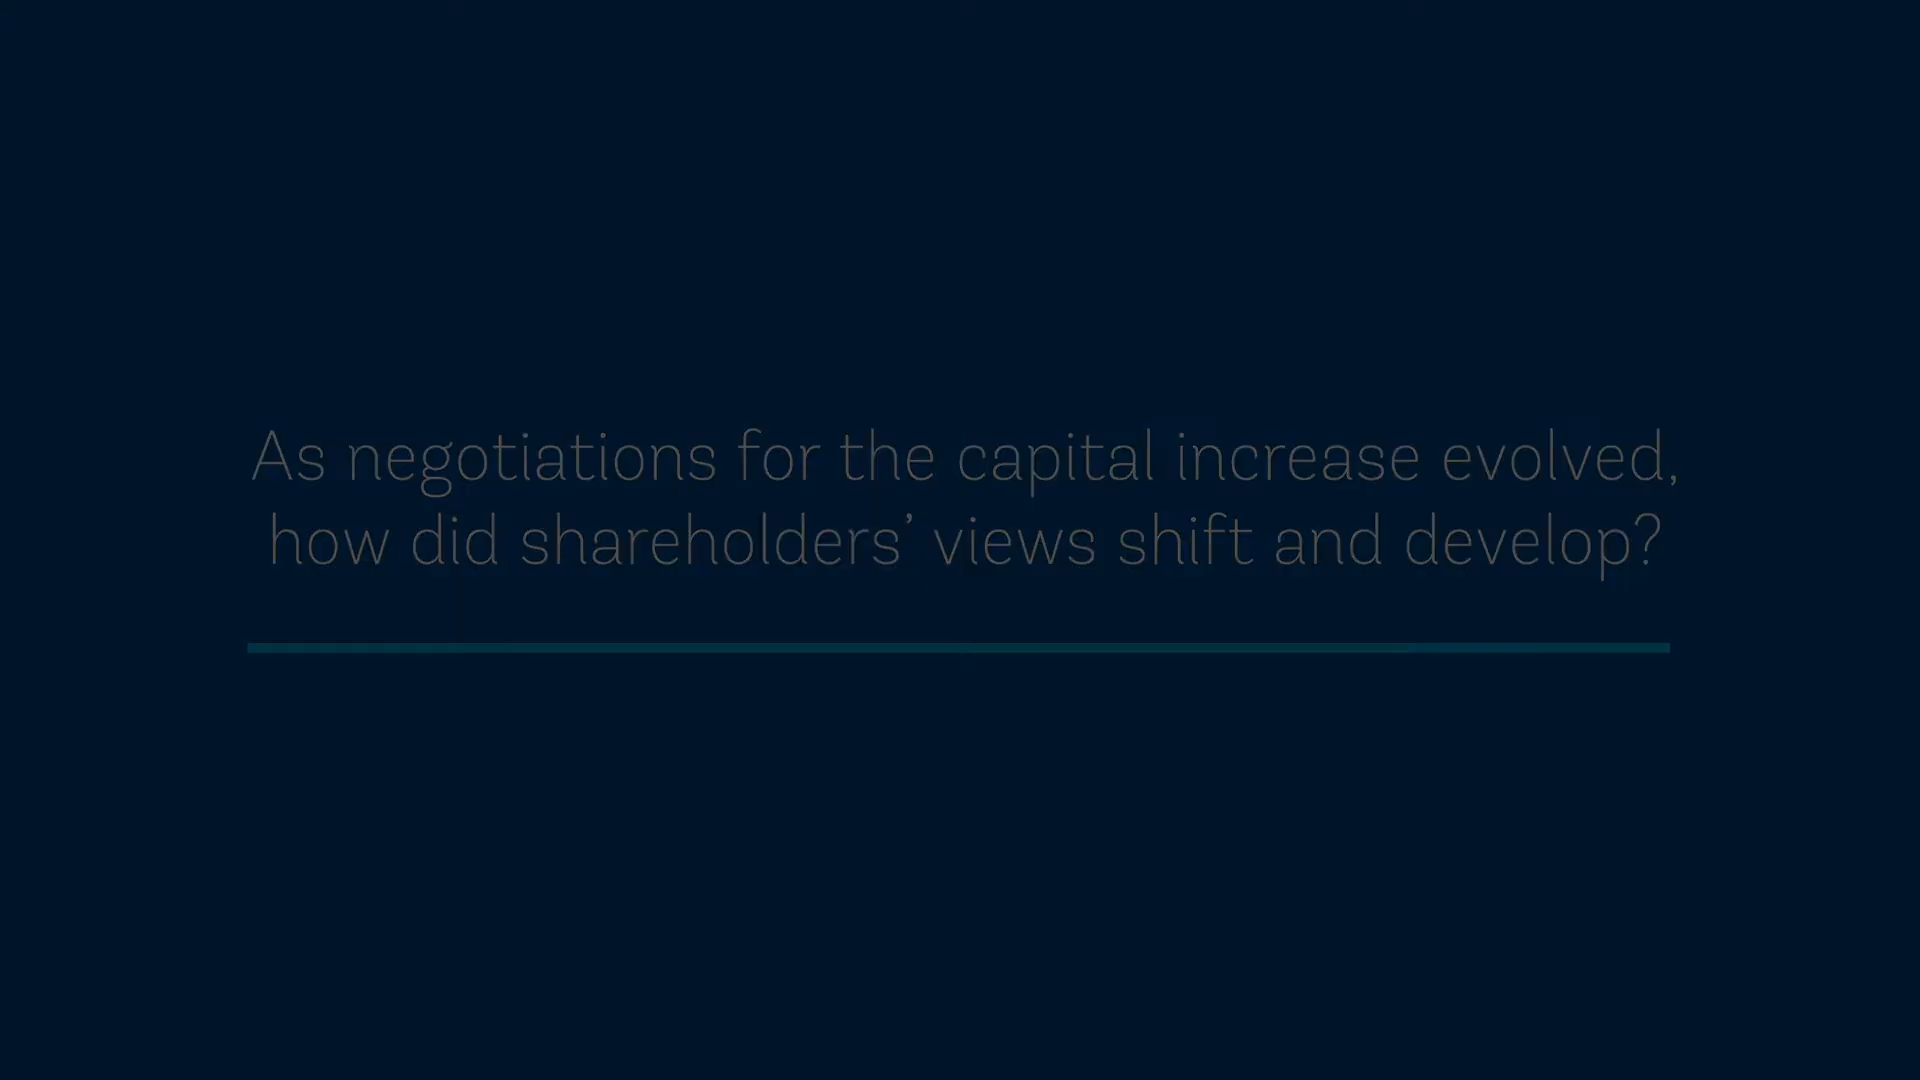 As negotiations for the capital increase evolved,
how did shareholders’ views shift and develop?